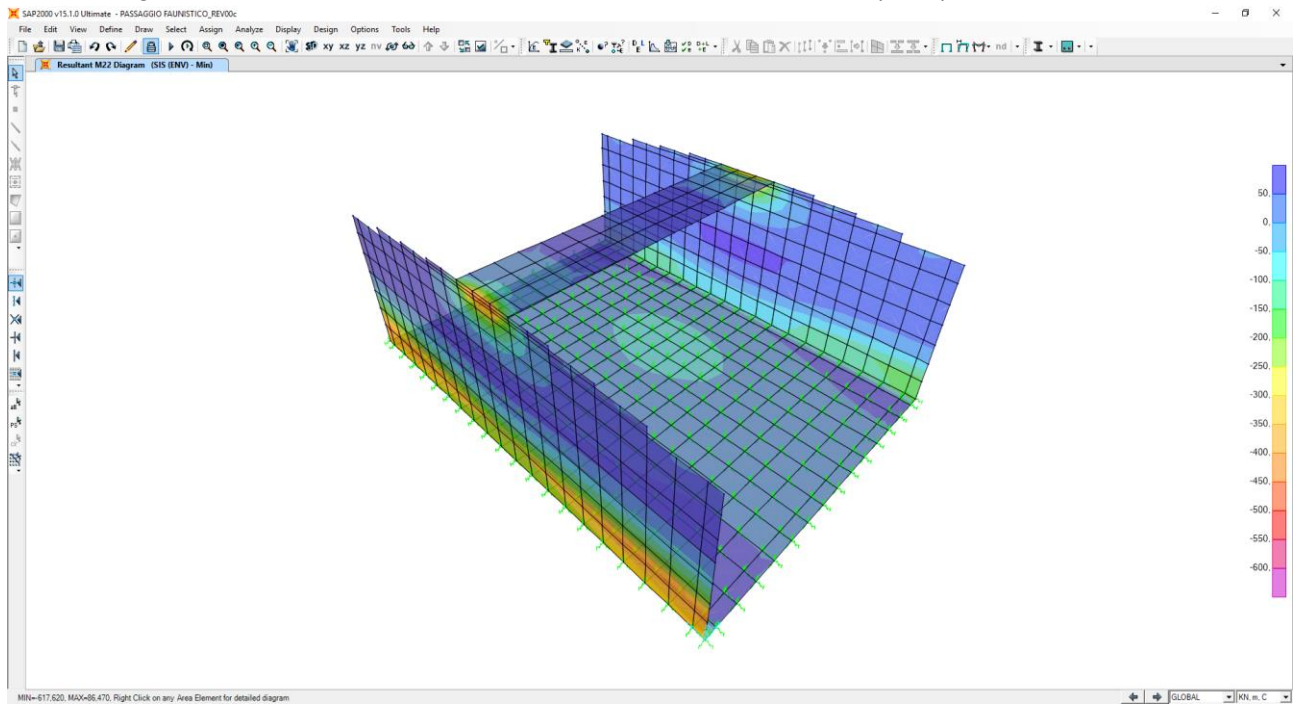 SAP2000 v15.1.0 Ultimate - PASSAGGIO FAUNISTICO_REV00c
File Edit View Define Draw Select Assign Analyze Display Design Options Tools Help
xy xz yz nv nd
Resultant M22 Diagram (SIS (ENV) - Min)
50,
0,
-50,
-100,
-150,
-200,
-250,
-300,
-350,
-400,
-450,
-500,
-550,
-600,
MIN=-617.620, MAX=86.470, Right Click on any Area Element for detailed diagram
GLOBAL
KN, m, C